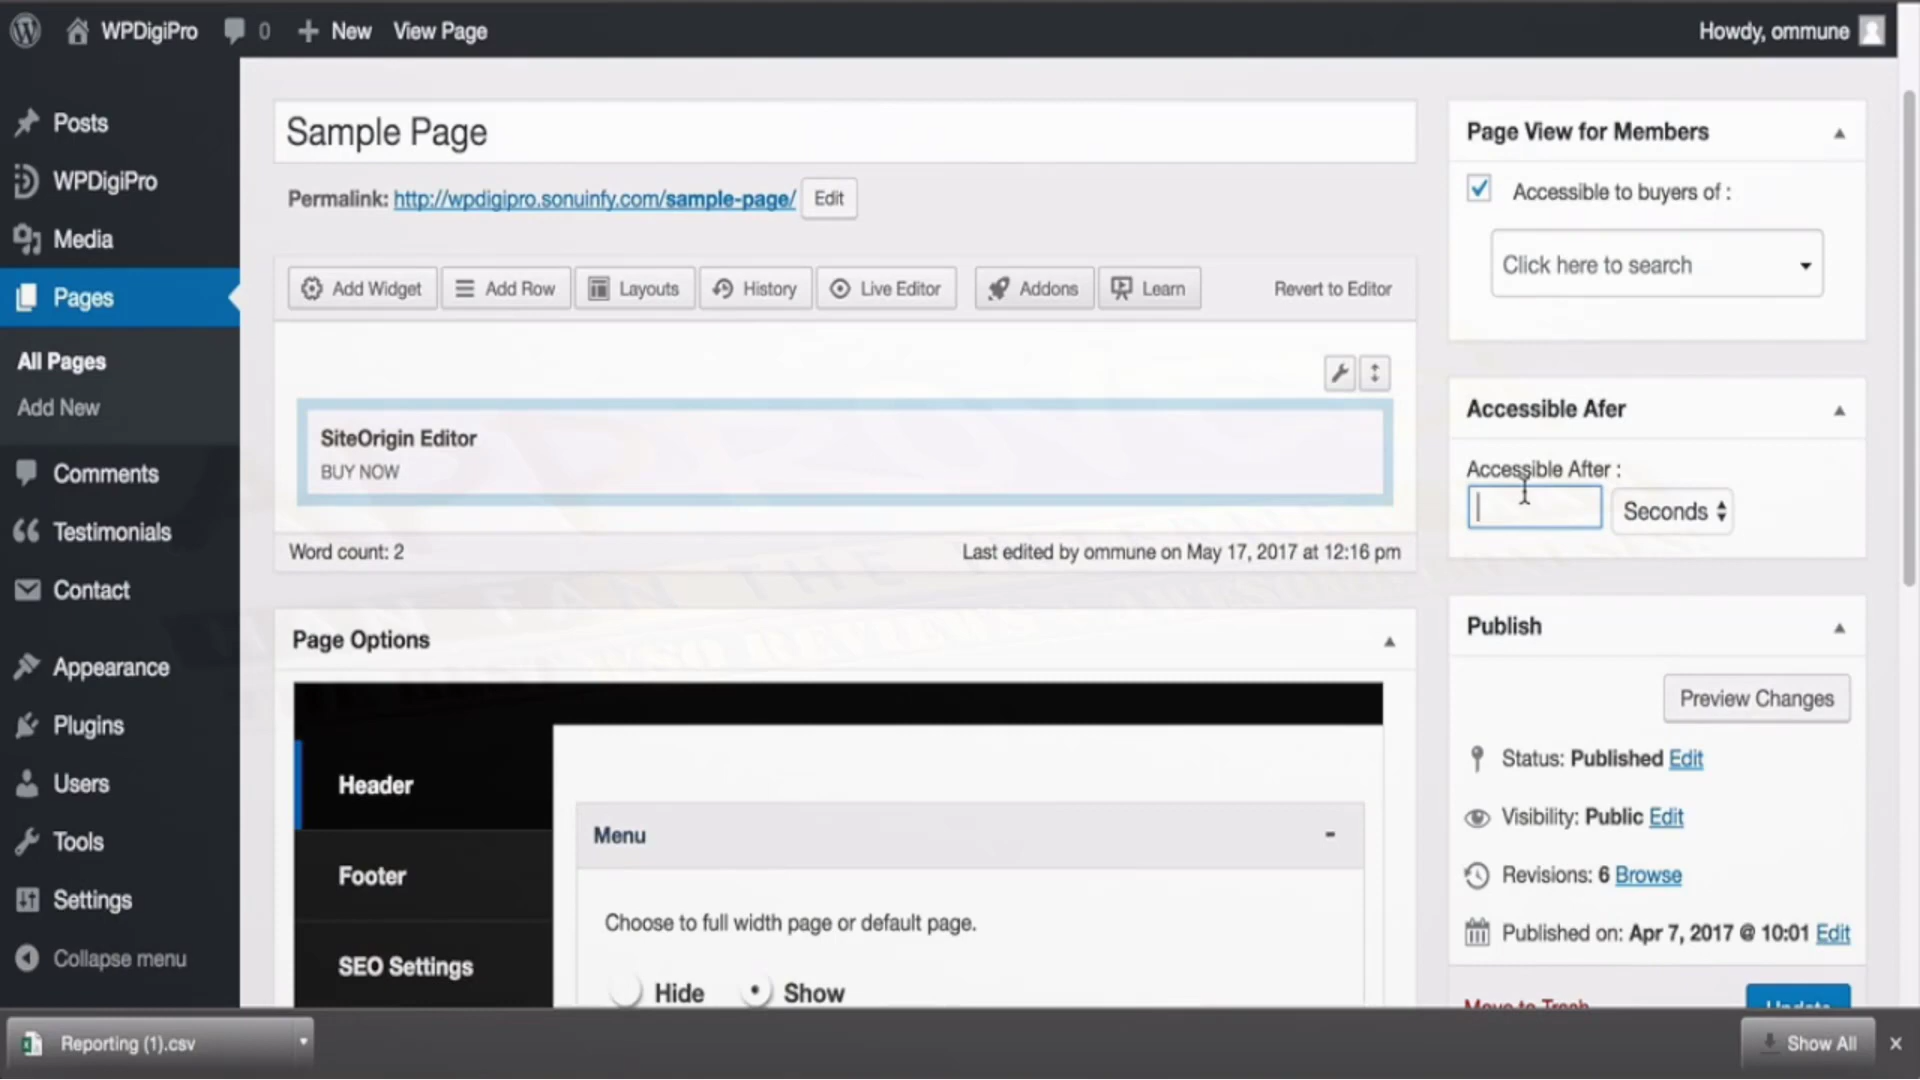 WPDigiPro 0 New View Page Howdy, ommune
Posts
WPDigiPro
Media
Pages
All Pages
Add New
Comments
Testimonials
Contact
Appearance
Plugins
Users
Tools
Settings
Collapse menu
Sample Page
Permalink: http://wpdigipro.sonuinfy.com/sample-page/ Edit
Add Widget Add Row Layouts History Live Editor Addons Learn Revert to Editor
SiteOrigin Editor
BUY NOW
Word count: 2 Last edited by ommune on May 17, 2017 at 12:16 pm
Page Options
Header
Footer
SEO Settings
Menu -
Choose to full width page or default page.
Hide Show
Page View for Members
Accessible to buyers of :
Click here to search
Accessible Afer
Accessible After :
Seconds
Publish
Preview Changes
Status: Published Edit
Visibility: Public Edit
Revisions: 6 Browse
Published on: Apr 7, 2017 @ 10:01 Edit
Move to Trash Update
Reporting (1).csv Show All